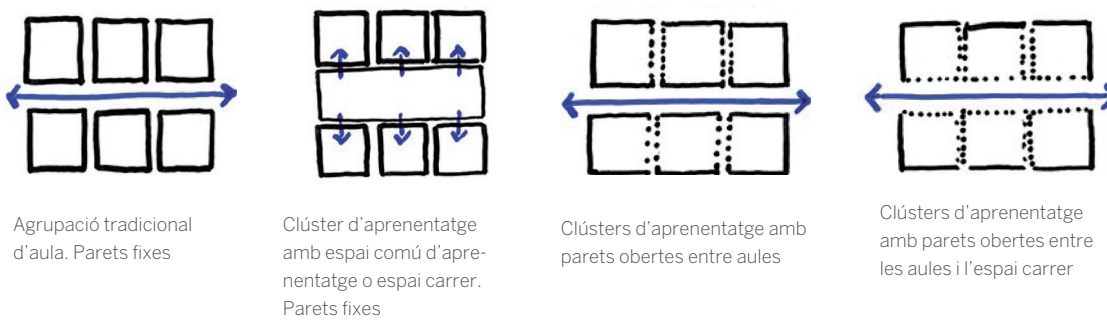 Agrupació tradicional
d'aula. Parets fixes
Clúster d'aprenentatge
amb espai comú d'apre-
nentatge o espai carrer.
Parets fixes
Clústers d'aprenentatge amb
parets obertes entre aules
Clústers d'aprenentatge
amb parets obertes entre
les aules i l'espai carrer